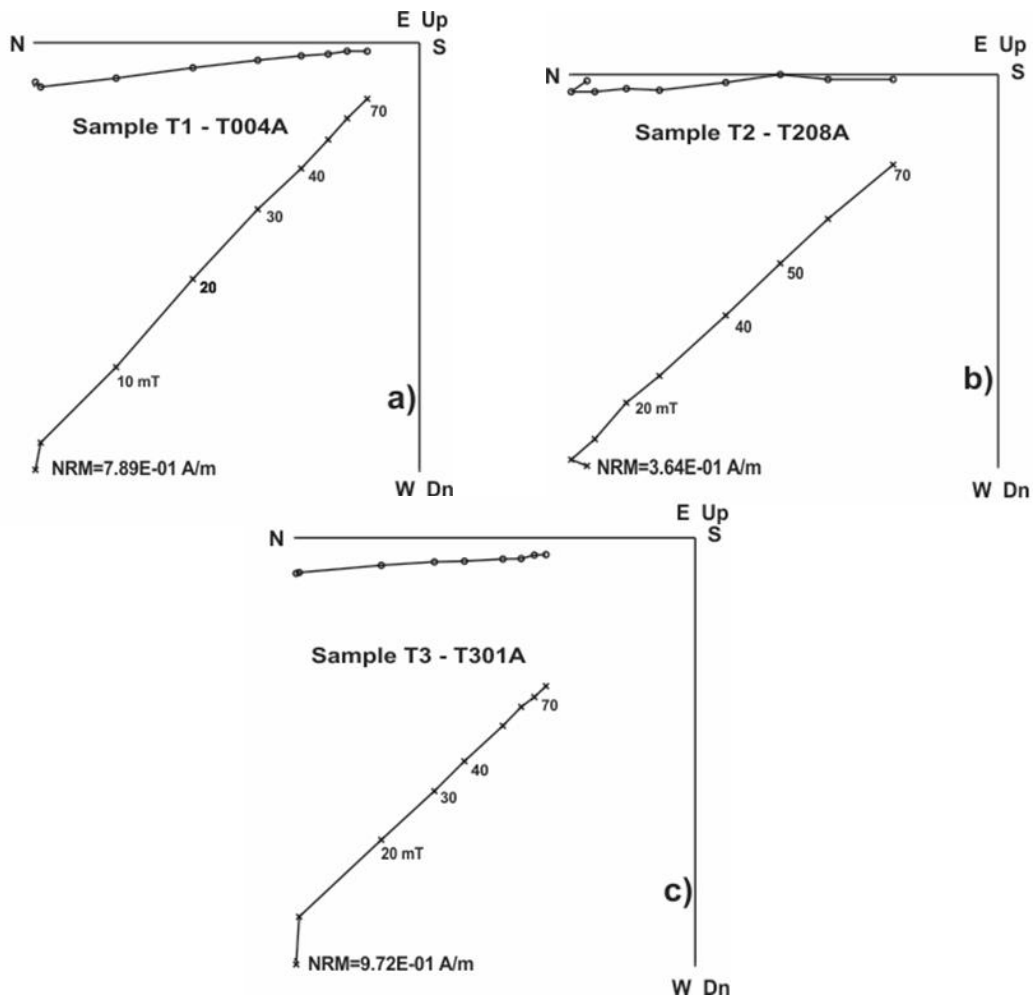 E Up
N S
Sample T1 - T004A
70
40
30
20
10 mT
a)
NRM=7.89E-01 A/m
W Dn
E Up
N S
Sample T2 - T208A
70
50
40
b)
20 mT
NRM=3.64E-01 A/m
W Dn
E Up
N S
Sample T3 - T301A
70
40
30
20 mT
c)
NRM=9.72E-01 A/m
W Dn